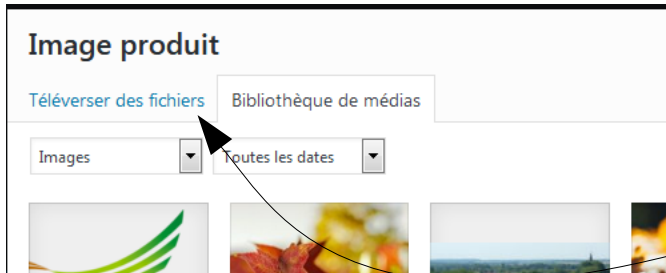 Image produit
Téléverser des fichiers Bibliothèque de médias
Images Toutes les dates